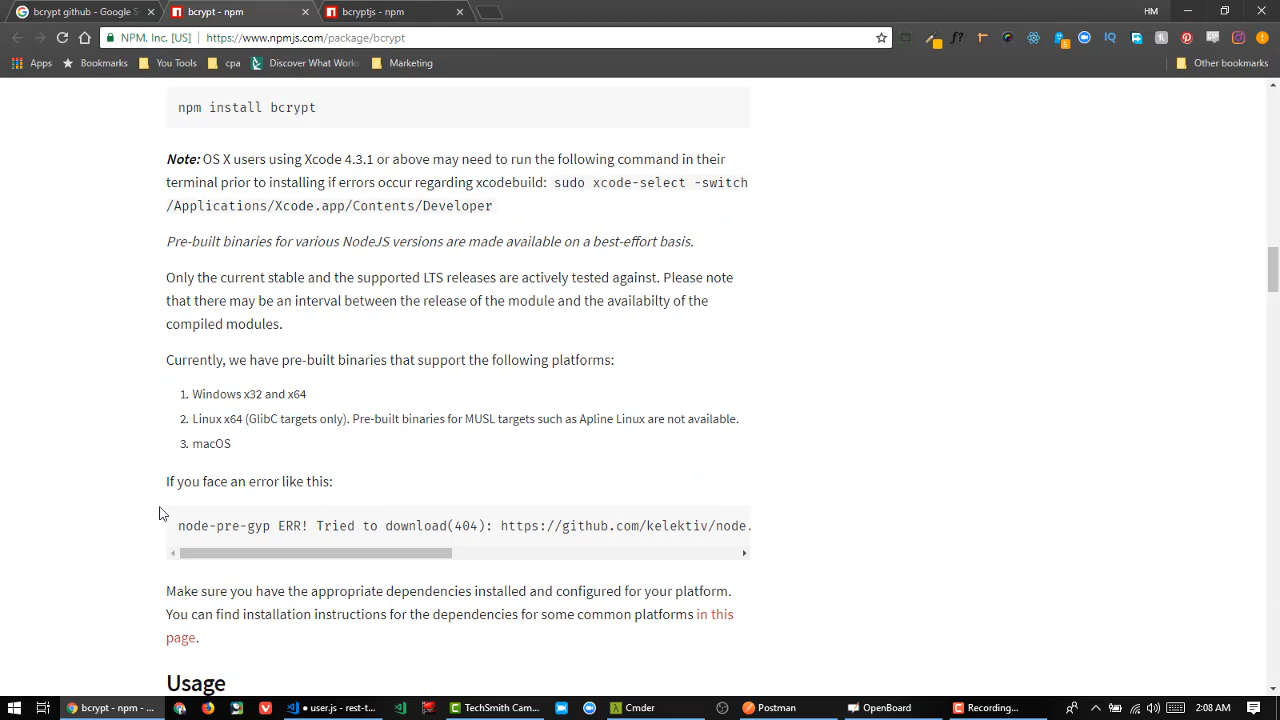 bcrypt github - Google S
bcrypt - npm
bcryptjs - npm
HM
NPM, Inc. [US]
https://www.npmjs.com/package/bcrypt
Apps
Bookmarks
You Tools
cpa
Discover What Works
Marketing
Other bookmarks
npm install bcrypt
Note: OS X users using Xcode 4.3.1 or above may need to run the following command in their
terminal prior to installing if errors occur regarding xcodebuild: sudo xcode-select -switch
/Applications/Xcode.app/Contents/Developer
Pre-built binaries for various NodeJS versions are made available on a best-effort basis.
Only the current stable and the supported LTS releases are actively tested against. Please note
that there may be an interval between the release of the module and the availabilty of the
compiled modules.
Currently, we have pre-built binaries that support the following platforms:
1. Windows x32 and x64
2. Linux x64 (GlibC targets only). Pre-built binaries for MUSL targets such as Apline Linux are not available.
3. macOS
If you face an error like this:
node-pre-gyp ERR! Tried to download(404): https://github.com/kelektiv/node.
Make sure you have the appropriate dependencies installed and configured for your platform.
You can find installation instructions for the dependencies for some common platforms in this
page.
Usage
bcrypt - npm - ...
user.js - rest-t...
TechSmith Cam...
Cmder
Postman
OpenBoard
Recording...
2:08 AM